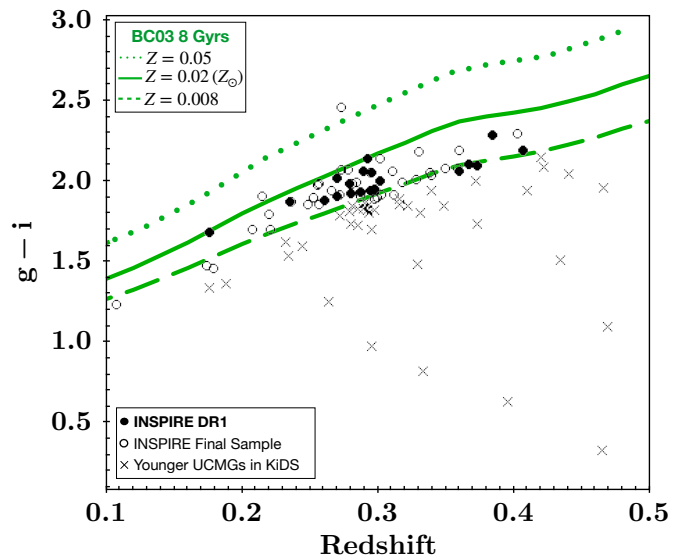 3.0
2.5
2.0
1.5
1.0
0.5
g − i
BC03 8 Gyrs
Z = 0.05
Z = 0.02 (Z⊙)
Z = 0.008
INSPIRE DR1
INSPIRE Final Sample
Younger UCMGs in KiDS
0.1 0.2 0.3 0.4 0.5
Redshift